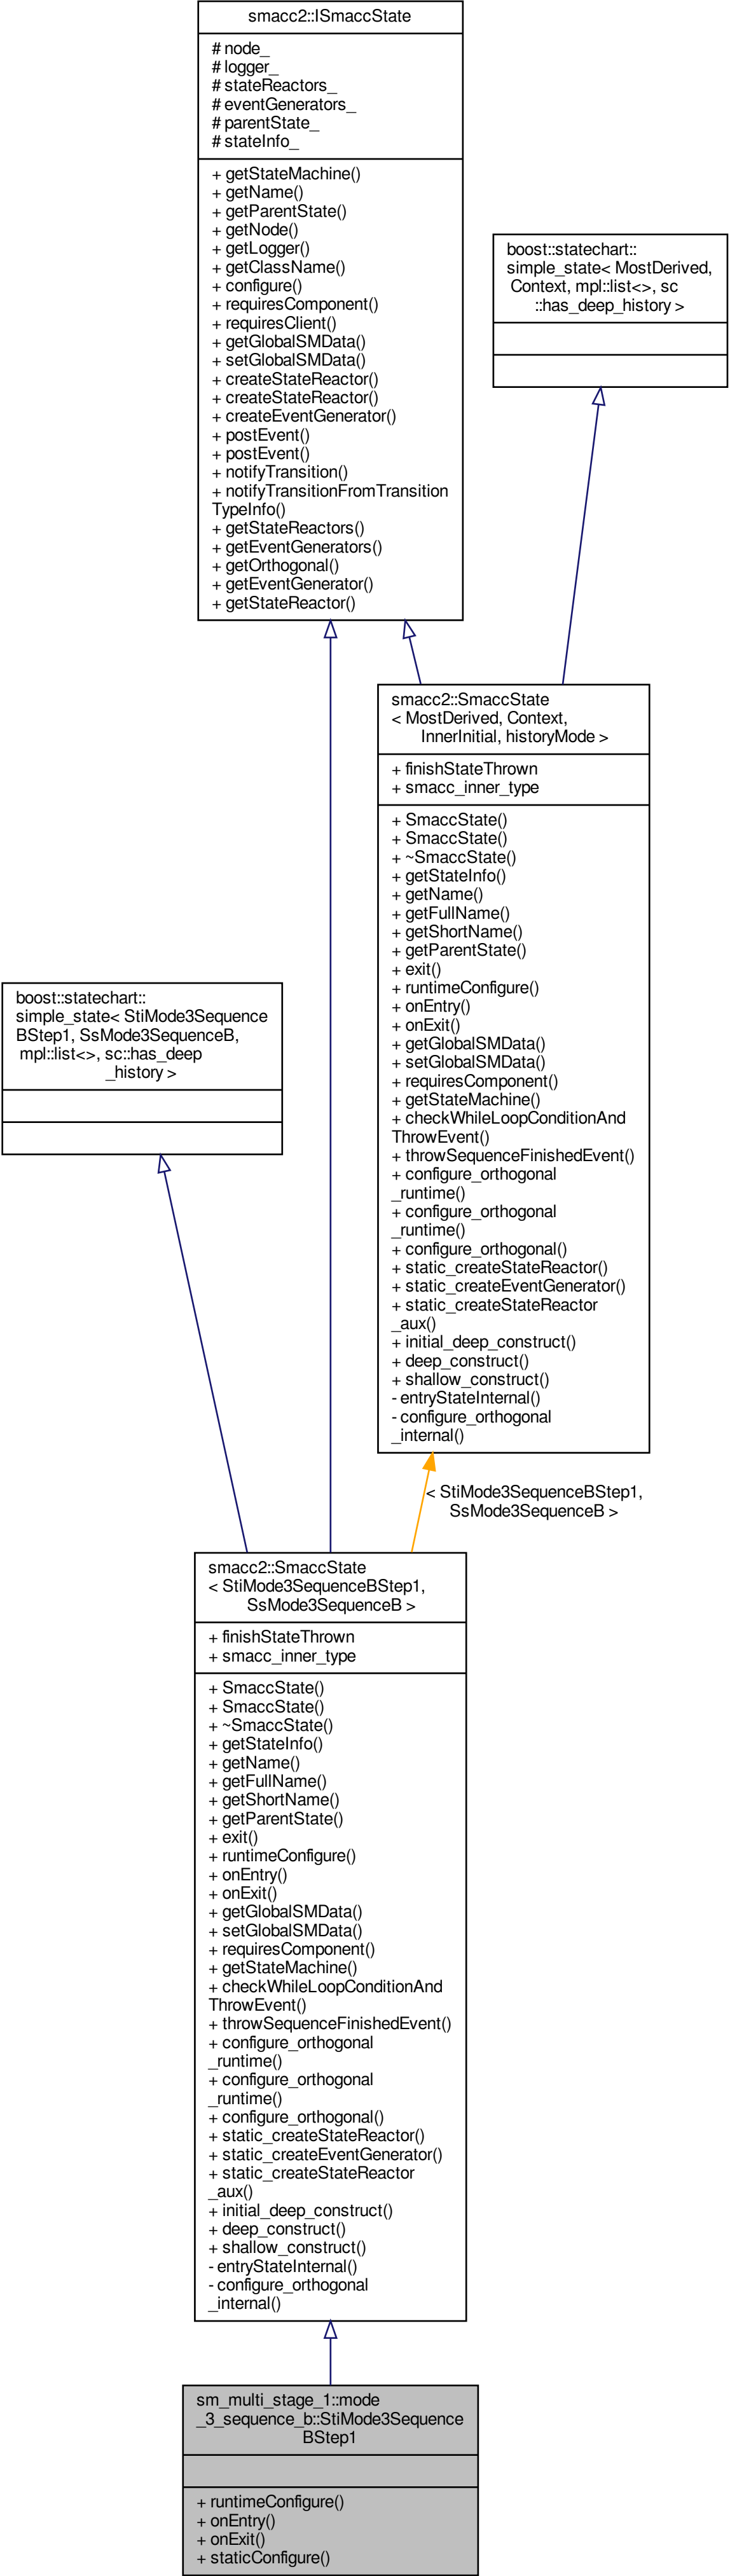 smacc2::ISmaccState
# node_
# logger_
# stateReactors_
# eventGenerators_
# parentState_
# stateInfo_
+ getStateMachine()
+ getName()
+ getParentState()
+ getNode()
+ getLogger()
+ getClassName()
+ configure()
+ requiresComponent()
+ requiresClient()
+ getGlobalSMData()
+ setGlobalSMData()
+ createStateReactor()
+ createStateReactor()
+ createEventGenerator()
+ postEvent()
+ postEvent()
+ notifyTransition()
+ notifyTransitionFromTransition
TypeInfo()
+ getStateReactors()
+ getEventGenerators()
+ getOrthogonal()
+ getEventGenerator()
+ getStateReactor()
boost::statechart::
simple_state< MostDerived,
Context, mpl::list<>, sc
::has_deep_history >
smacc2::SmaccState
< MostDerived, Context,
InnerInitial, historyMode >
+ finishStateThrown
+ smacc_inner_type
+ SmaccState()
+ SmaccState()
+ ~SmaccState()
+ getStateInfo()
+ getName()
+ getFullName()
+ getShortName()
+ getParentState()
+ exit()
+ runtimeConfigure()
+ onEntry()
+ onExit()
+ getGlobalSMData()
+ setGlobalSMData()
+ requiresComponent()
+ getStateMachine()
+ checkWhileLoopConditionAnd
ThrowEvent()
+ throwSequenceFinishedEvent()
+ configure_orthogonal
_runtime()
+ configure_orthogonal
_runtime()
+ configure_orthogonal()
+ static_createStateReactor()
+ static_createEventGenerator()
+ static_createStateReactor
_aux()
+ initial_deep_construct()
+ deep_construct()
+ shallow_construct()
- entryStateInternal()
- configure_orthogonal
_internal()
boost::statechart::
simple_state< StiMode3Sequence
BStep1, SsMode3SequenceB,
mpl::list<>, sc::has_deep
_history >
< StiMode3SequenceBStep1,
SsMode3SequenceB >
smacc2::SmaccState
< StiMode3SequenceBStep1,
SsMode3SequenceB >
+ finishStateThrown
+ smacc_inner_type
+ SmaccState()
+ SmaccState()
+ ~SmaccState()
+ getStateInfo()
+ getName()
+ getFullName()
+ getShortName()
+ getParentState()
+ exit()
+ runtimeConfigure()
+ onEntry()
+ onExit()
+ getGlobalSMData()
+ setGlobalSMData()
+ requiresComponent()
+ getStateMachine()
+ checkWhileLoopConditionAnd
ThrowEvent()
+ throwSequenceFinishedEvent()
+ configure_orthogonal
_runtime()
+ configure_orthogonal
_runtime()
+ configure_orthogonal()
+ static_createStateReactor()
+ static_createEventGenerator()
+ static_createStateReactor
_aux()
+ initial_deep_construct()
+ deep_construct()
+ shallow_construct()
- entryStateInternal()
- configure_orthogonal
_internal()
sm_multi_stage_1::mode
_3_sequence_b::StiMode3Sequence
BStep1
+ runtimeConfigure()
+ onEntry()
+ onExit()
+ staticConfigure()